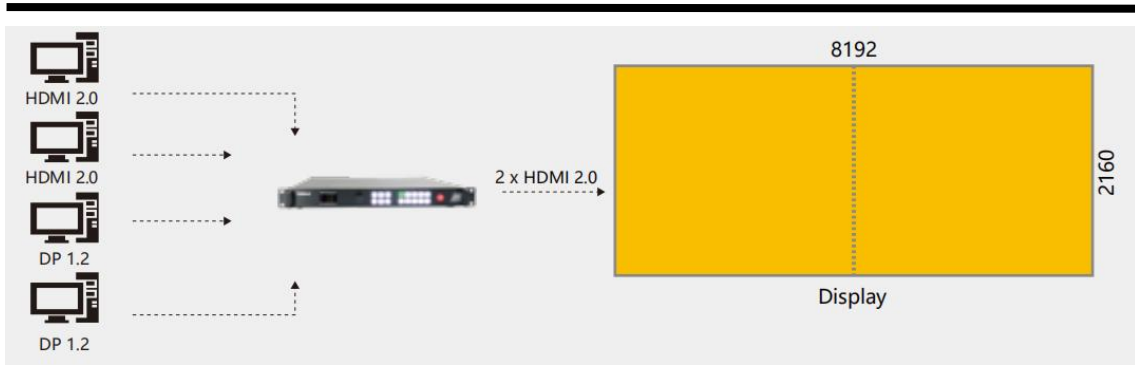 HDMI 2.0
HDMI 2.0
DP 1.2
DP 1.2
2 x HDMI 2.0
8192
2160
Display